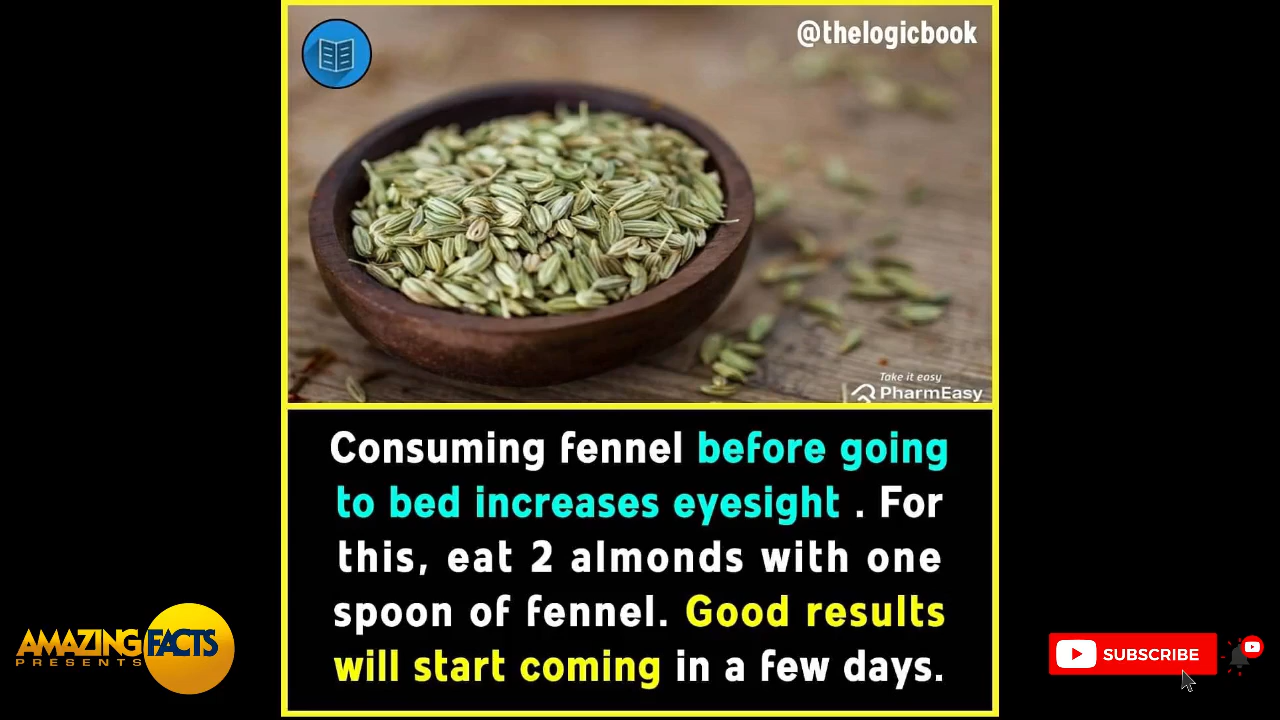 @thelogicbook
Take it easy
PharmEasy
Consuming fennel before going
to bed increases eyesight . For
this, eat 2 almonds with one
spoon of fennel. Good results
will start coming in a few days.
AMAZING FACTS
PRESENTS
SUBSCRIBE